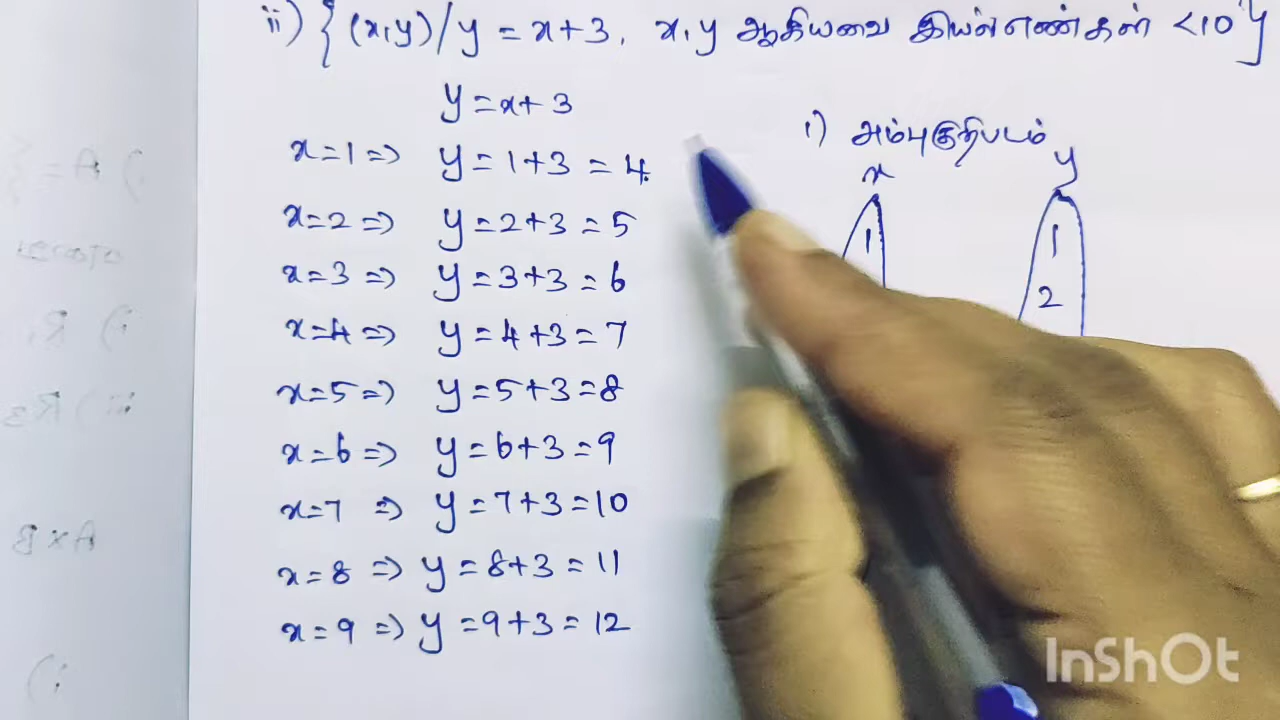 ii) {(x,y)/y = x+3, x,y ஆகியவை இயல்எண்கள் <10}
y = x+3
x=1 => y = 1+3 = 4
x=2 => y = 2+3 = 5
x=3 => y = 3+3 = 6
x=4 => y = 4+3 = 7
x=5 => y = 5+3 = 8
x=6 => y = 6+3 = 9
x=7 => y = 7+3 = 10
x=8 => y = 8+3 = 11
x=9 => y = 9+3 = 12
i) அம்புகுறிபடம்
x y
1 1
2
InShOt